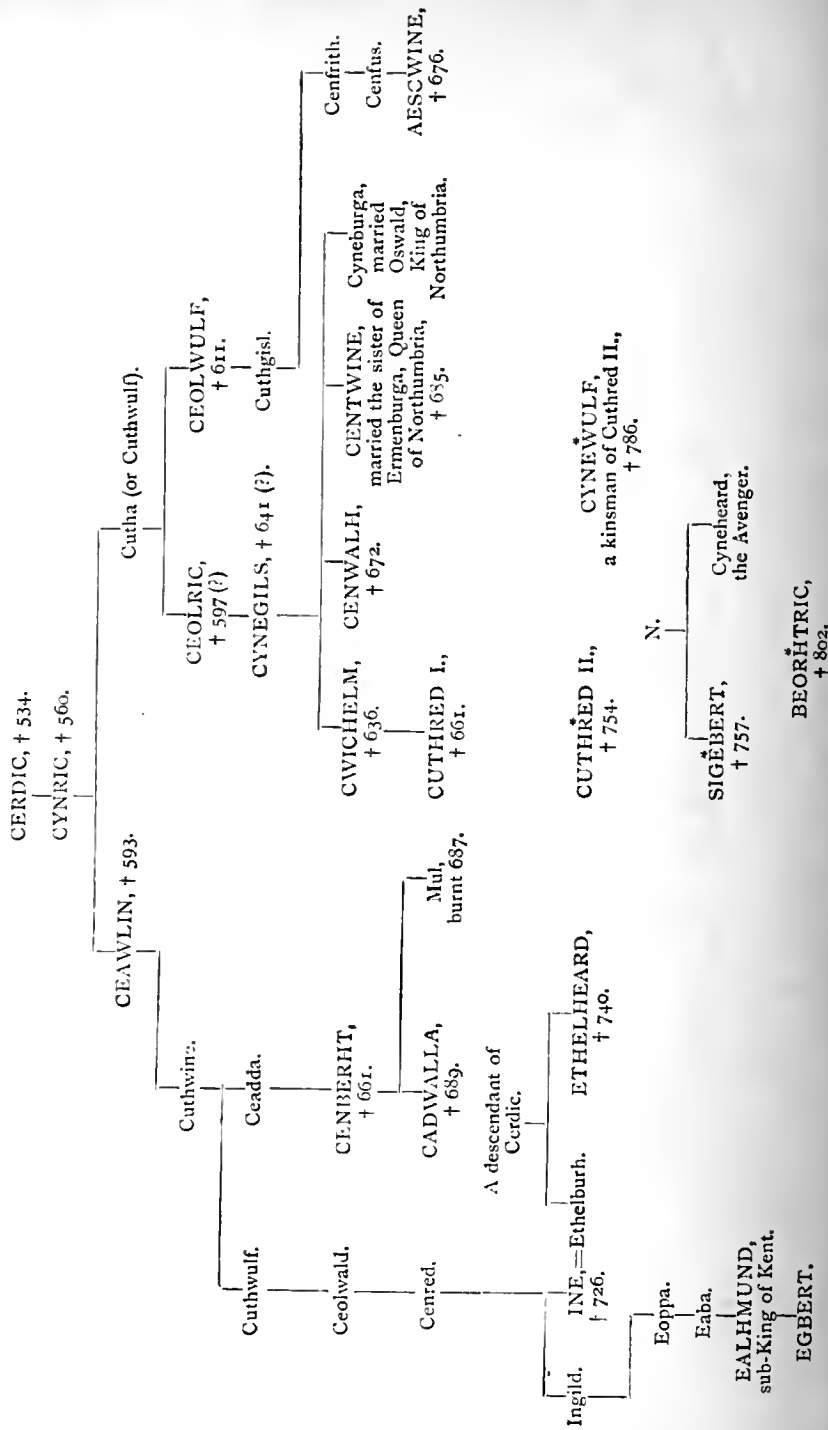 CERDIC, † 534.
CYNRIC, † 560.
CEAWLIN, † 593.
Cutha (or Cuthwulf).
Cuthwine.
CEOLRIC,
† 597 (?)
CEOLWULF,
† 611.
Cuthwulf.
Ceadda.
CYNEGILS, † 641 (?).
Cuthgisl.
Ceolwald.
CENBERHT,
† 661.
CWICHELM,
† 636.
CENWALH,
† 672.
CENTWINE,
married the sister of
Ermenburga, Queen
of Northumbria,
† 685.
Cyneburga,
married
Oswald,
King of
Northumbria.
Cenfrith.
Cenfus.
AESCWINE,
† 676.
Cenred.
CADWALLA,
† 689.
Mul,
burnt 687.
CUTHRED I.,
† 661.
A descendant of
Cerdic.
Ingild.
INE,=Ethelburh.
† 726.
ETHELHEARD,
† 740.
CUTHRED II.,
*
† 754.
CYNEWULF,
*
a kinsman of Cuthred II.,
† 786.
Eoppa.
Eaba.
N.
EALHMUND,
sub-King of Kent.
SIGEBERT,
*
† 757.
Cyneheard,
the Avenger.
EGBERT.
BEORHTRIC,
*
† 802.